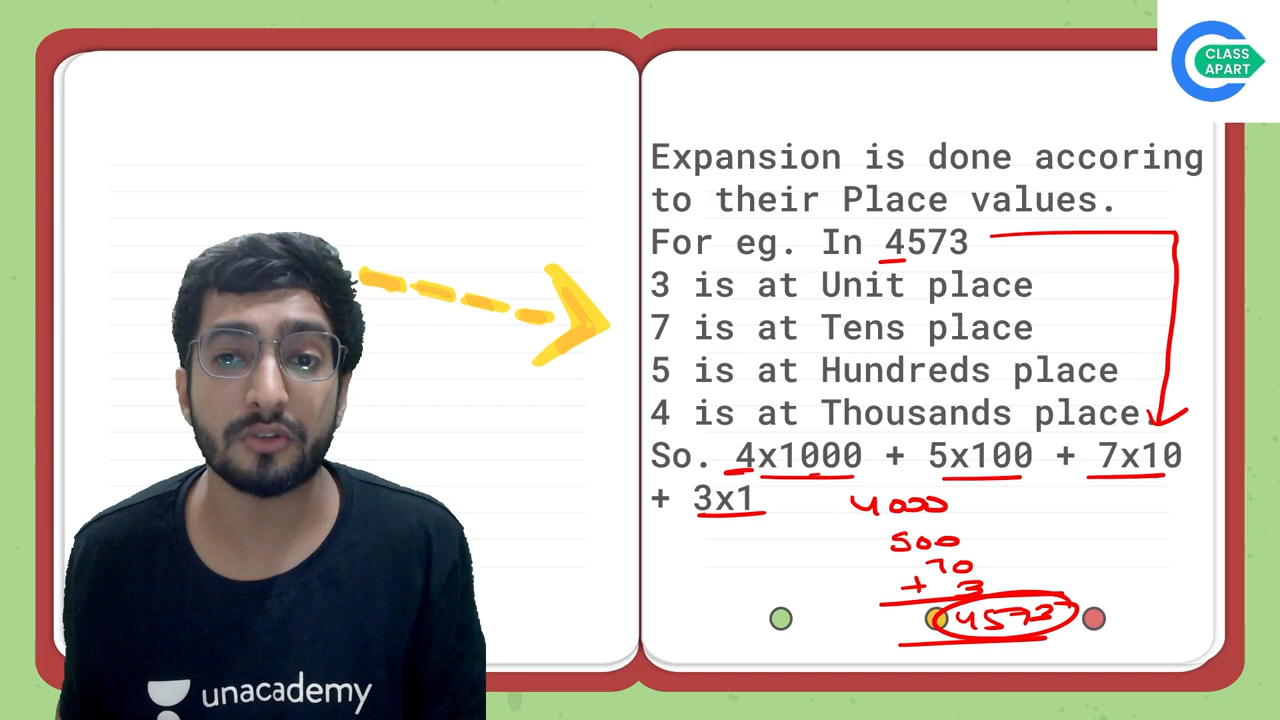 CLASS
APART
Expansion is done accoring
to their Place values.
For eg. In 4573
3 is at Unit place
7 is at Tens place
5 is at Hundreds place
4 is at Thousands place.
So. 4x1000 + 5x100 + 7x10
+ 3x1
4000
500
70
+ 3
4573
unacademy